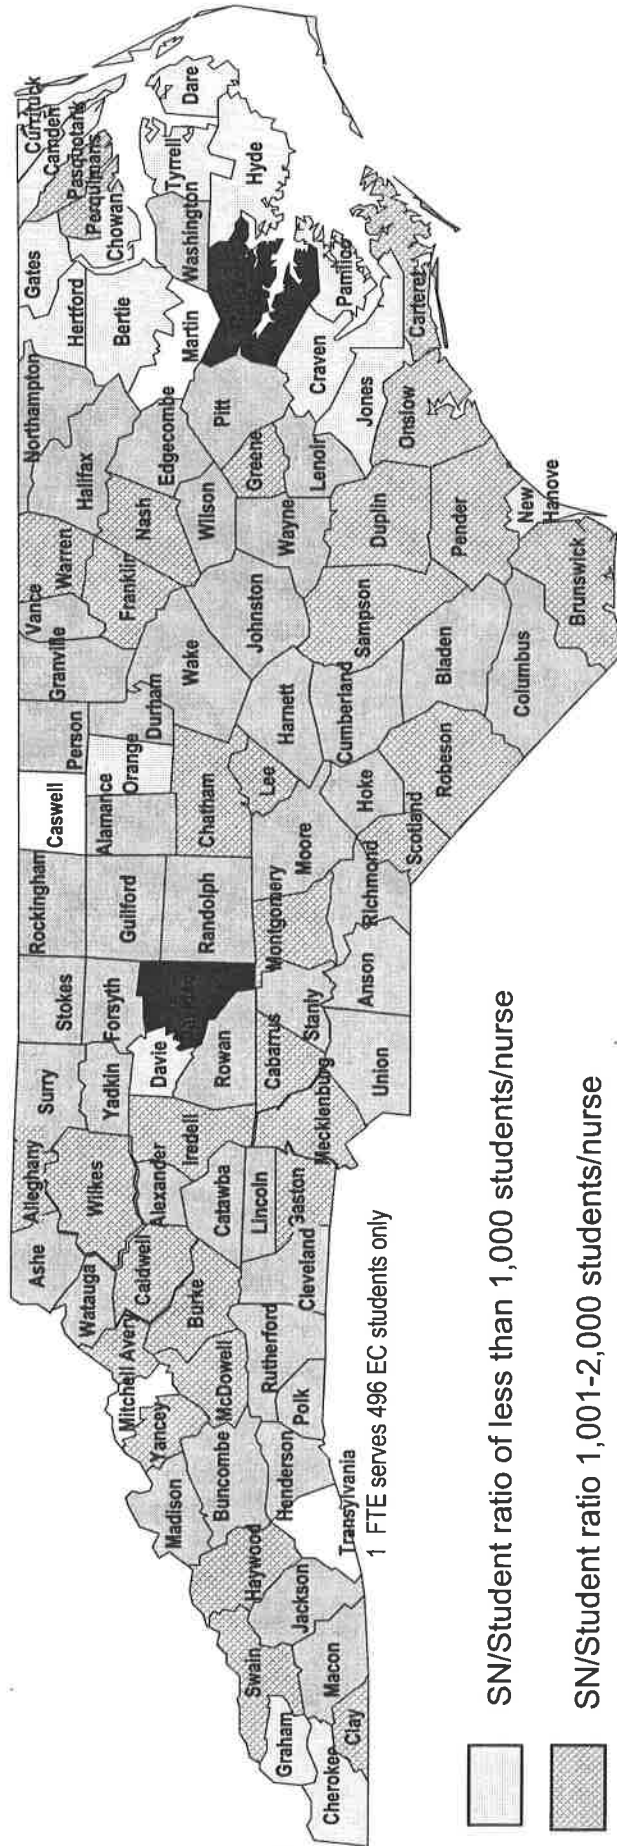 Cherokee
Graham
Clay
Swain
Macon
Jackson
Haywood
Transylvania
Madison
Buncombe
Henderson
Yancey
Mitchell
Avery
McDowell
Polk
Rutherford
Watauga
Caldwell
Burke
Cleveland
Ashe
Alleghany
Wilkes
Alexander
Catawba
Lincoln
Gaston
Surry
Yadkin
Iredell
Mecklenburg
Stokes
Forsyth
Davie
Rowan
Cabarrus
Stanly
Union
Anson
Rockingham
Guilford
Randolph
Montgomery
Richmond
Caswell
Alamance
Orange
Chatham
Lee
Moore
Hoke
Scotland
Person
Durham
Granville
Vance
Wake
Harnett
Cumberland
Robeson
Warren
Franklin
Johnston
Sampson
Bladen
Columbus
Brunswick
Northampton
Halifax
Nash
Edgecombe
Wilson
Wayne
Greene
Lenoir
Duplin
Pender
New
Hanove
Hertford
Gates
Bertie
Martin
Pitt
Craven
Jones
Onslow
Carteret
Pamlico
Currituck
Camden
Pasquotank
Perquimans
Chowan
Washington
Tyrrell
Dare
Hyde
1 FTE serves 496 EC students only
SN/Student ratio of less than 1,000 students/nurse
SN/Student ratio 1,001-2,000 students/nurse